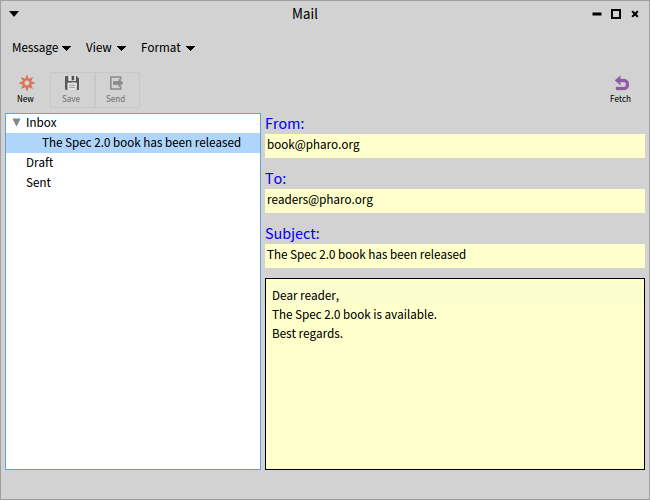 Mail
Message View Format
New Save Send Fetch
Inbox
The Spec 2.0 book has been released
Draft
Sent
From:
book@pharo.org
To:
readers@pharo.org
Subject:
The Spec 2.0 book has been released
Dear reader,
The Spec 2.0 book is available.
Best regards.